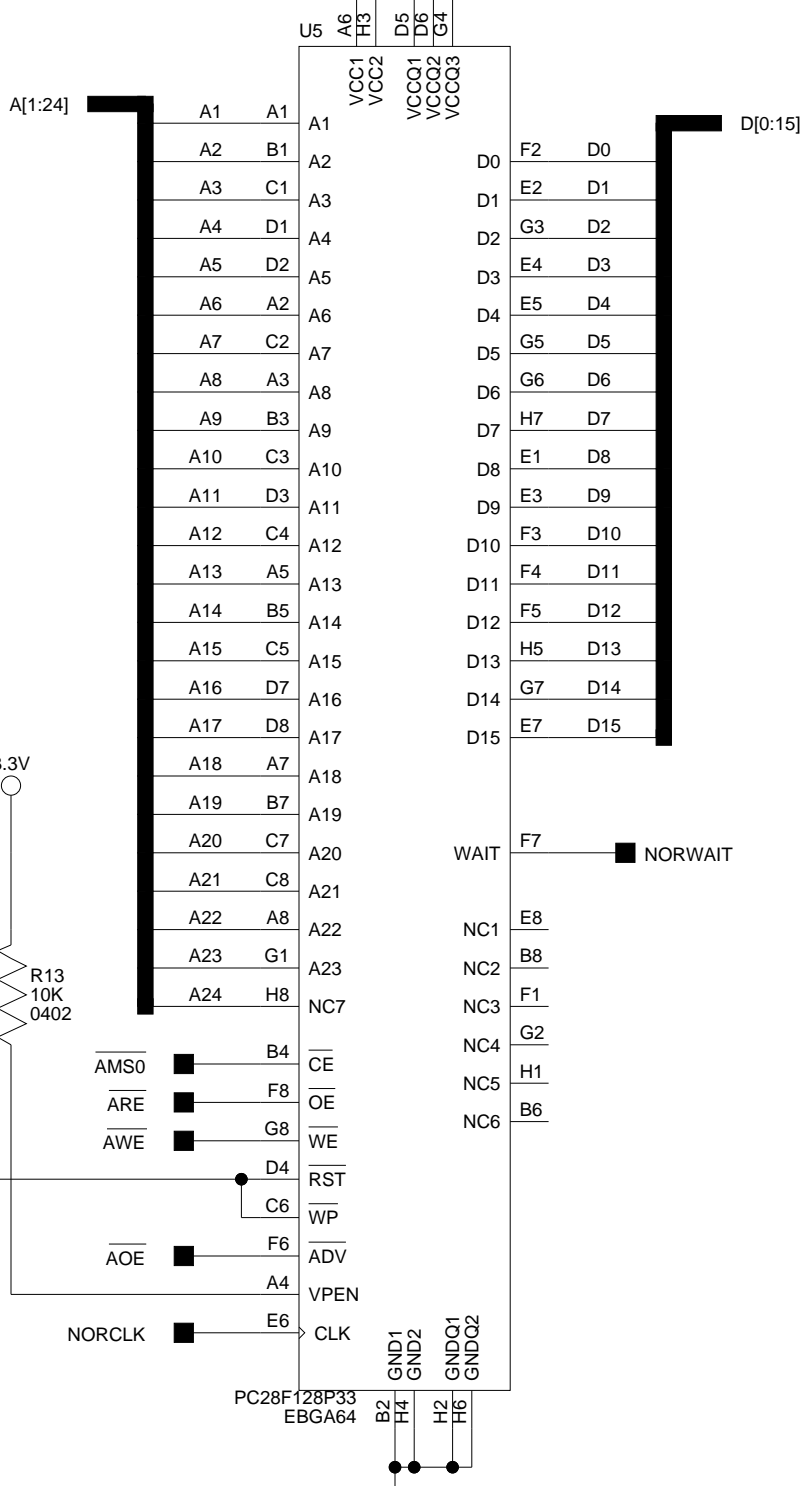 U5 A6 H3 D5 D6 G4
VCC1 VCC2 VCCQ1 VCCQ2 VCCQ3
A[1:24]
D[0:15]
A1 A1 A1
A2 B1 A2 D0 F2 D0
A3 C1 A3 D1 E2 D1
A4 D1 A4 D2 G3 D2
A5 D2 A5 D3 E4 D3
A6 A2 A6 D4 E5 D4
A7 C2 A7 D5 G5 D5
A8 A3 A8 D6 G6 D6
A9 B3 A9 D7 H7 D7
A10 C3 A10 D8 E1 D8
A11 D3 A11 D9 E3 D9
A12 C4 A12 D10 F3 D10
A13 A5 A13 D11 F4 D11
A14 B5 A14 D12 F5 D12
A15 C5 A15 D13 H5 D13
A16 D7 A16 D14 G7 D14
A17 D8 A17 D15 E7 D15
3.3V
A18 A7 A18
A19 B7 A19
A20 C7 A20 WAIT F7 NORWAIT
A21 C8 A21
A22 A8 A22 NC1 E8
A23 G1 A23 NC2 B8
A24 H8 NC7 NC3 F1
R13
10K
0402
NC4 G2
AMS0 B4 CE NC5 H1
ARE F8 OE NC6 B6
AWE G8 WE
D4 RST
C6 WP
AOE F6 ADV
A4 VPEN
NORCLK E6 CLK
GND1 GND2 GNDQ1 GNDQ2
PC28F128P33
EBGA64
B2 H4 H2 H6